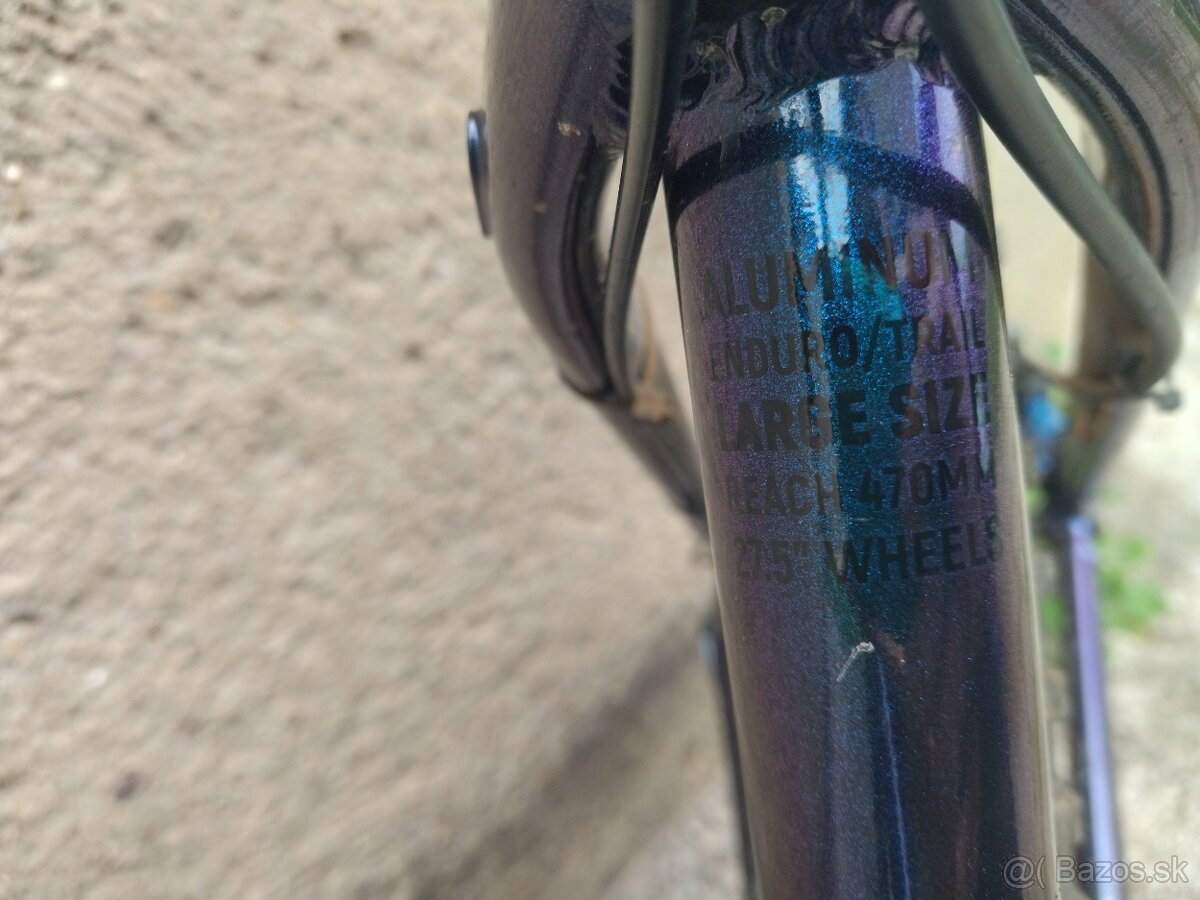 ALUMINUM
ENDURO/TRAIL
LARGE SIZE
REACH 470MM
27.5" WHEELS
@( Bazos.sk